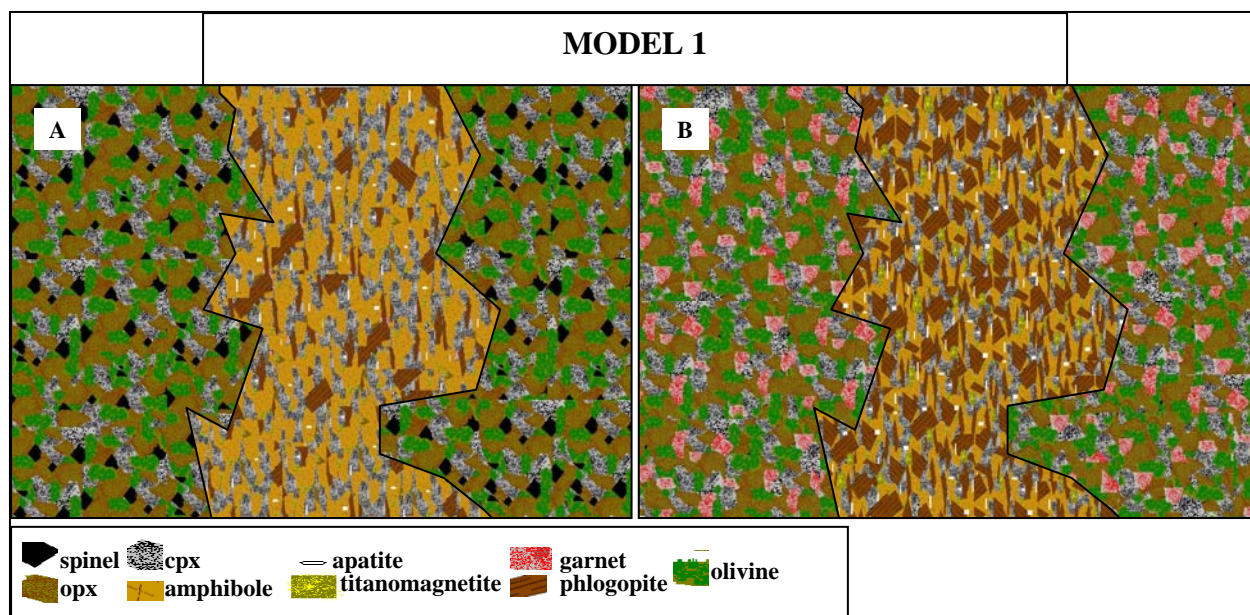 MODEL 1
A
B
spinel cpx apatite garnet olivine
opx amphibole titanomagnetite phlogopite